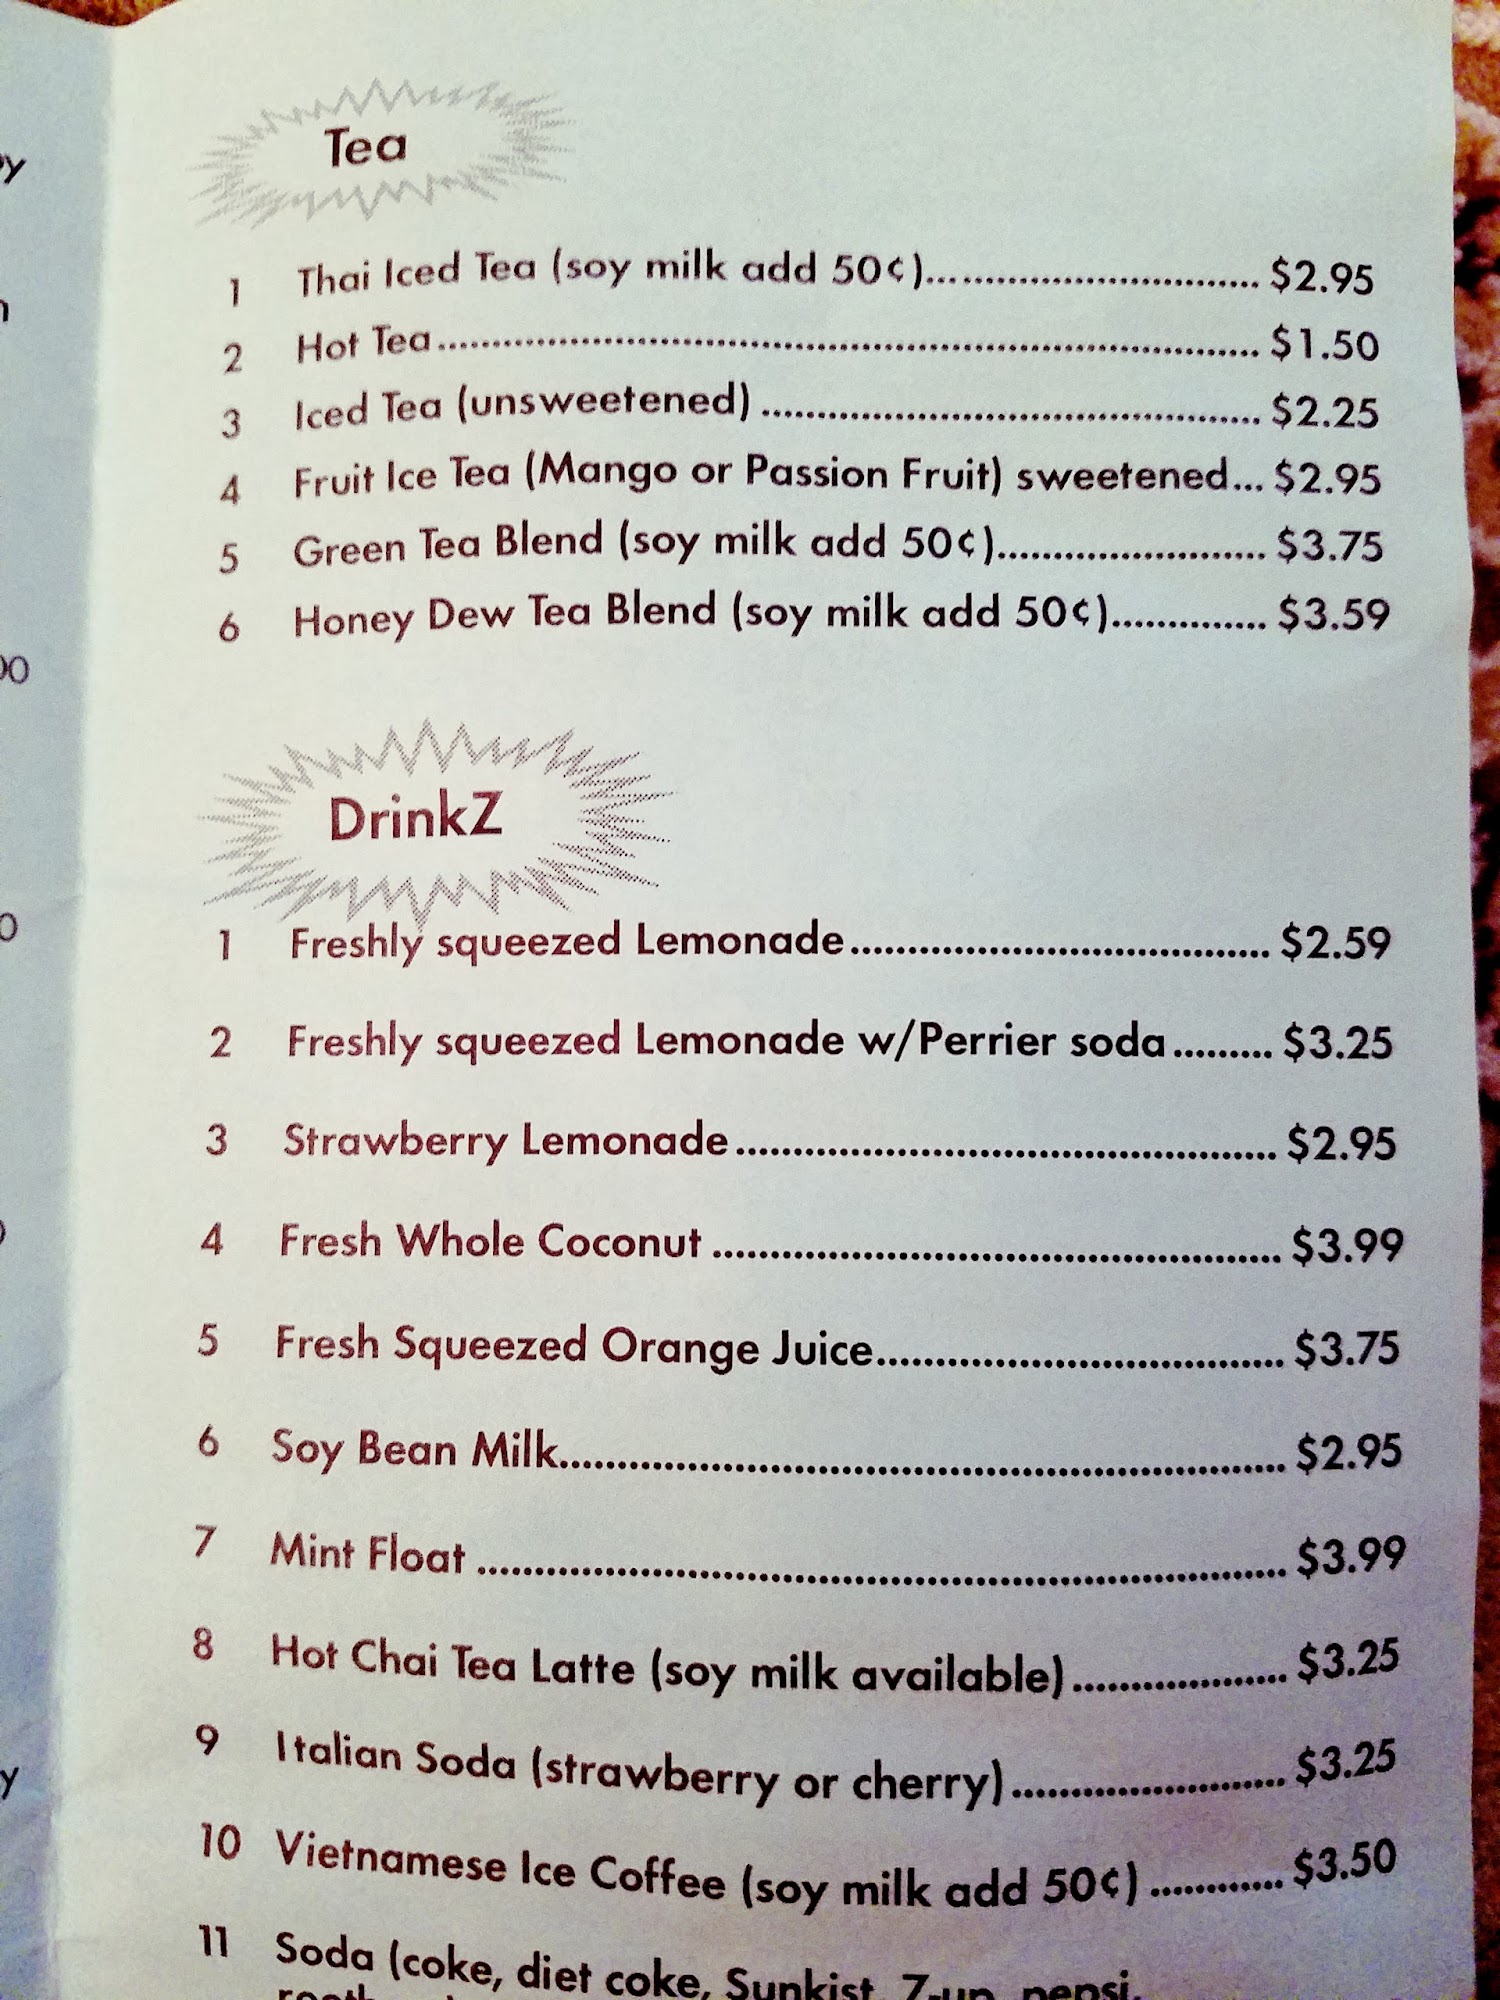 Tea
1 Thai Iced Tea (soy milk add 50¢)............................... $2.95
2 Hot Tea............................................................................. $1.50
3 Iced Tea (unsweetened) ............................................... $2.25
4 Fruit Ice Tea (Mango or Passion Fruit) sweetened... $2.95
5 Green Tea Blend (soy milk add 50¢)......................... $3.75
6 Honey Dew Tea Blend (soy milk add 50¢).............. $3.59
DrinkZ
1 Freshly squeezed Lemonade.................................... $2.59
2 Freshly squeezed Lemonade w/Perrier soda......... $3.25
3 Strawberry Lemonade............................................... $2.95
4 Fresh Whole Coconut ................................................. $3.99
5 Fresh Squeezed Orange Juice................................... $3.75
6 Soy Bean Milk............................................................... $2.95
7 Mint Float ...................................................................... $3.99
8 Hot Chai Tea Latte (soy milk available)................... $3.25
9 Italian Soda (strawberry or cherry)........................ $3.25
10 Vietnamese Ice Coffee (soy milk add 50¢) ............ $3.50
11 Soda (coke, diet coke, Sunkist, 7-up, pepsi,